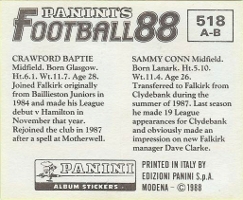 PANINI'S
FOOTBALL 88
518
A-B
CRAWFORD BAPTIE
Midfield. Born Glasgow.
Ht.6.1. Wt.11.7. Age 28.
Joined Falkirk originally
from Baillieston Juniors in
1984 and made his League
debut v Hamilton in
November that year.
Rejoined the club in 1987
after a spell at Motherwell.
SAMMY CONN Midfield.
Born Lanark. Ht.5.10.
Wt.11.4. Age 26.
Transferred to Falkirk from
Clydebank during the
summer of 1987. Last season
he made 19 League
appearances for Clydebank
and obviously made an
impression on new Falkirk
manager Dave Clarke.
PANINI
ALBUM STICKERS
PRINTED IN ITALY BY
EDIZIONI PANINI S.p.A.
MODENA - © 1988